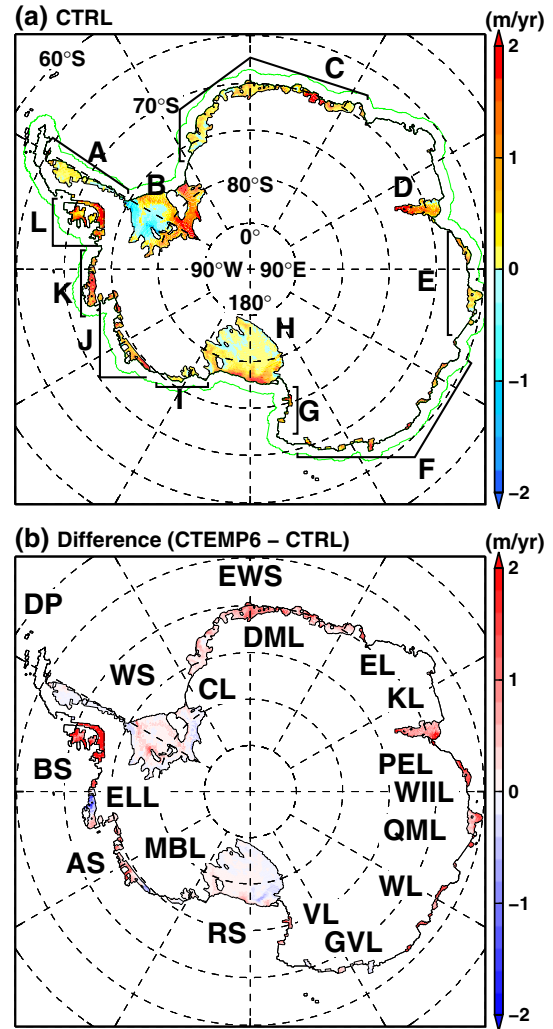 (a) CTRL
(m/yr)
60°S
2
C
70°S
A
1
B
80°S
D
L
0°
90°W
90°E
0
E
K
180°
H
J
I
G
−1
F
−2
(b) Difference (CTEMP6 − CTRL)
(m/yr)
EWS
2
DP
DML
EL
WS
CL
1
KL
BS
PEL
ELL
WIIL
0
QML
MBL
AS
WL
VL
−1
RS
GVL
−2